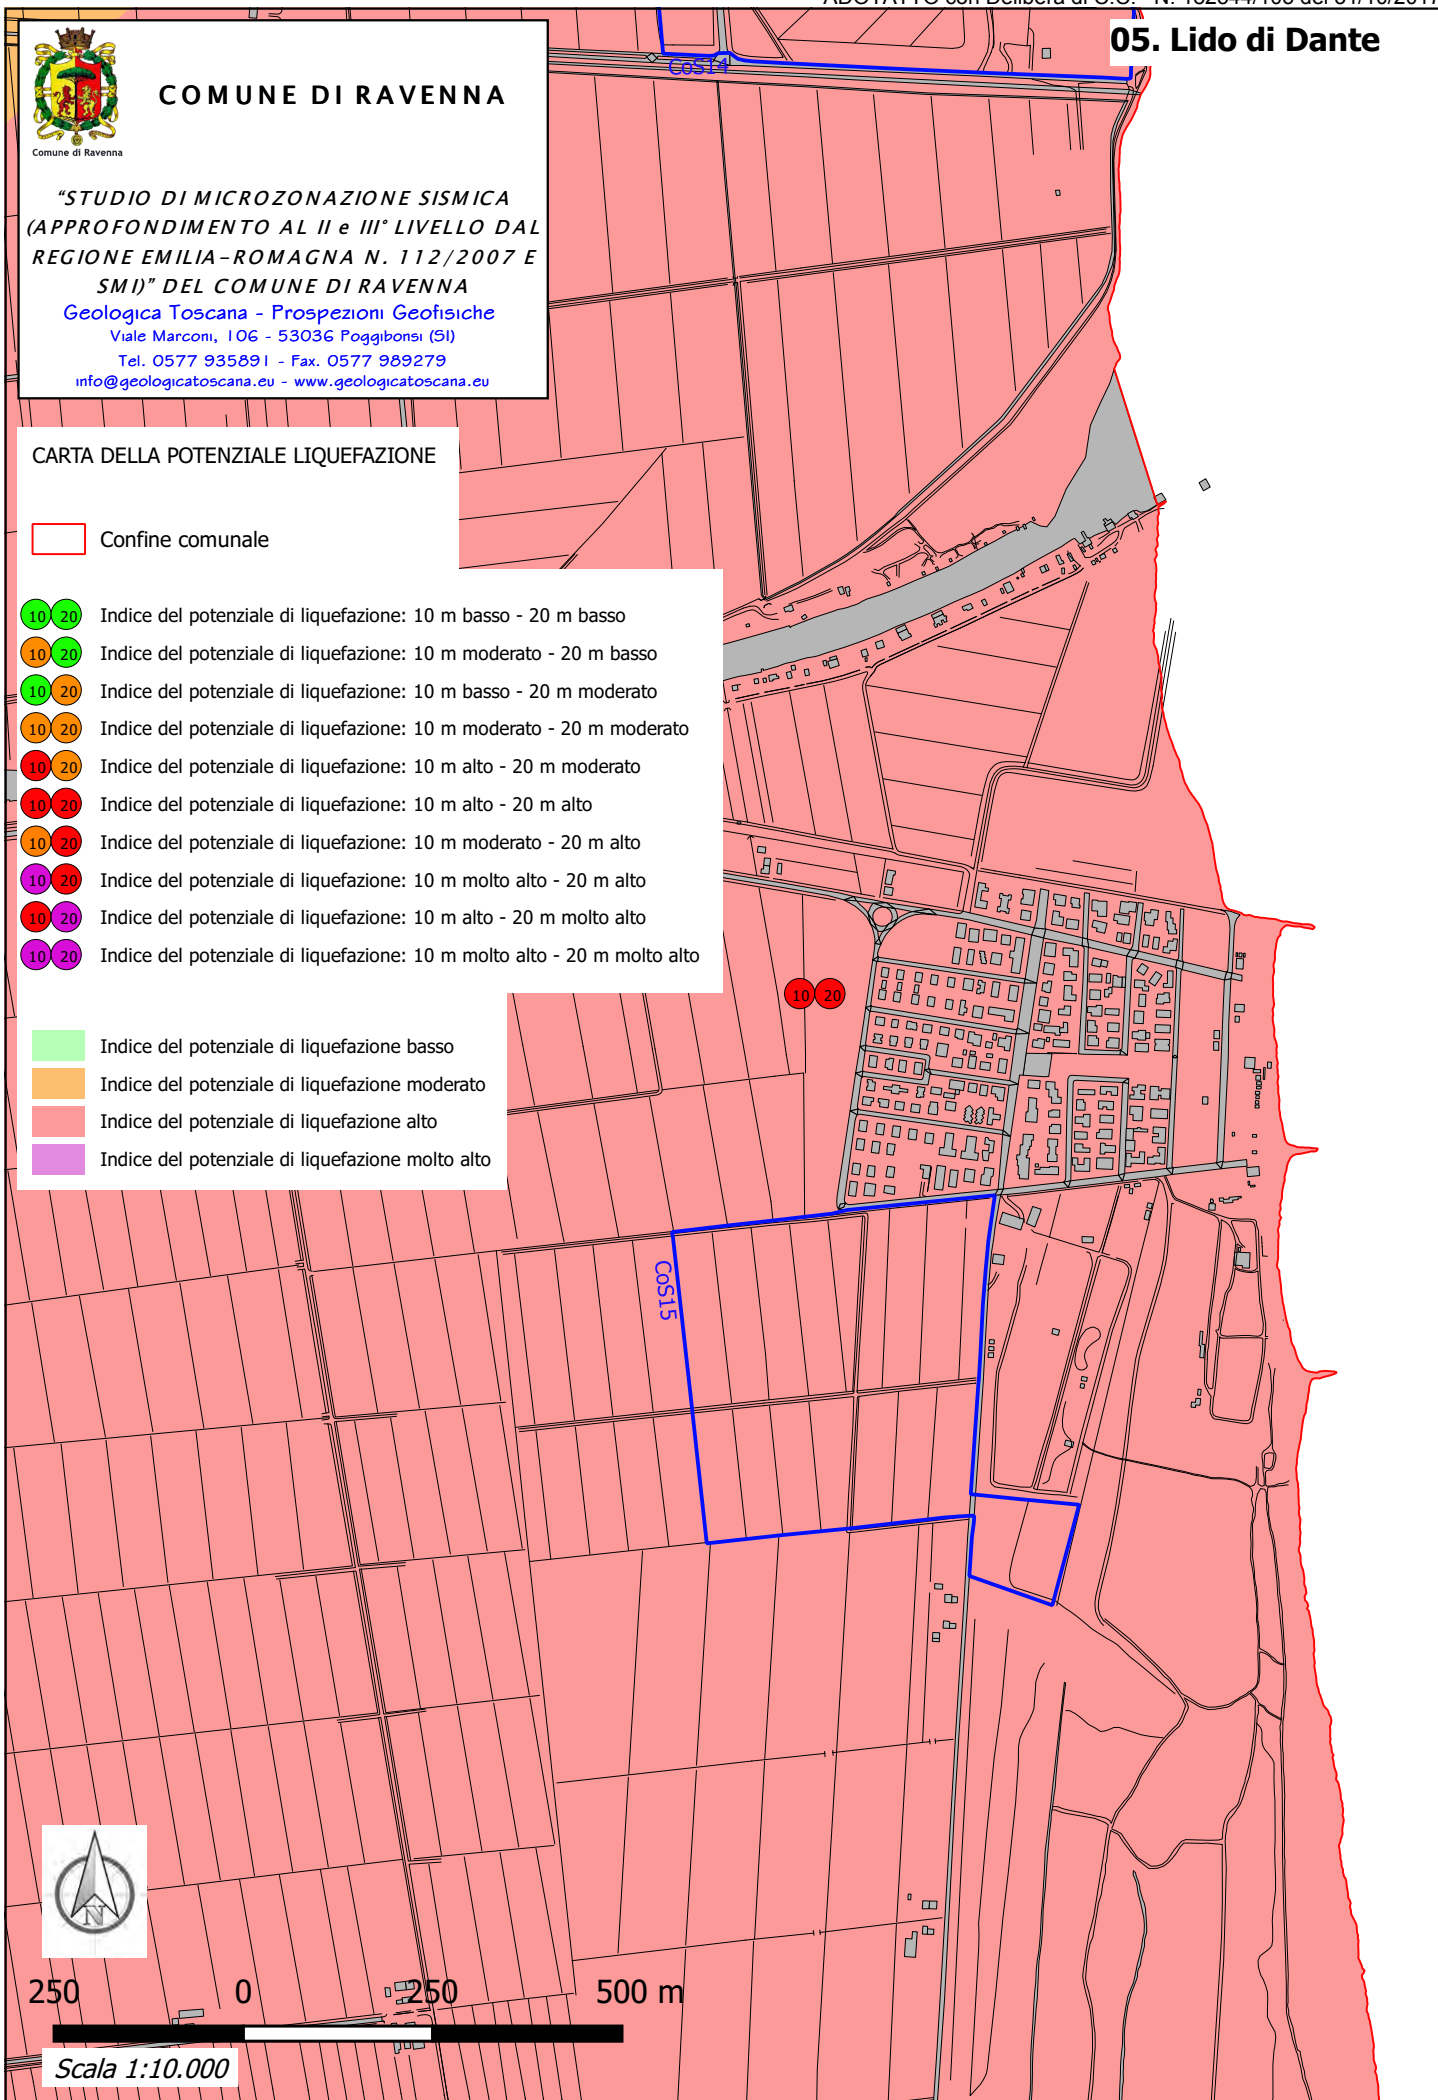 05. Lido di Dante
COMUNE DI RAVENNA
Comune di Ravenna
"STUDIO DI MICROZONAZIONE SISMICA
(APPROFONDIMENTO AL II e III° LIVELLO DAL
REGIONE EMILIA-ROMAGNA N. 112/2007 E
SMI)" DEL COMUNE DI RAVENNA
Geologica Toscana - Prospezioni Geofisiche
Viale Marconi, 106 - 53036 Poggibonsi (SI)
Tel. 0577 935891 - Fax. 0577 989279
info@geologicatoscana.eu - www.geologicatoscana.eu
CoS14
CARTA DELLA POTENZIALE LIQUEFAZIONE
Confine comunale
10 20 Indice del potenziale di liquefazione: 10 m basso - 20 m basso
10 20 Indice del potenziale di liquefazione: 10 m moderato - 20 m basso
10 20 Indice del potenziale di liquefazione: 10 m basso - 20 m moderato
10 20 Indice del potenziale di liquefazione: 10 m moderato - 20 m moderato
10 20 Indice del potenziale di liquefazione: 10 m alto - 20 m moderato
10 20 Indice del potenziale di liquefazione: 10 m alto - 20 m alto
10 20 Indice del potenziale di liquefazione: 10 m moderato - 20 m alto
10 20 Indice del potenziale di liquefazione: 10 m molto alto - 20 m alto
10 20 Indice del potenziale di liquefazione: 10 m alto - 20 m molto alto
10 20 Indice del potenziale di liquefazione: 10 m molto alto - 20 m molto alto
10 20
Indice del potenziale di liquefazione basso
Indice del potenziale di liquefazione moderato
Indice del potenziale di liquefazione alto
Indice del potenziale di liquefazione molto alto
CoS15
N
250 0 250 500 m
Scala 1:10.000